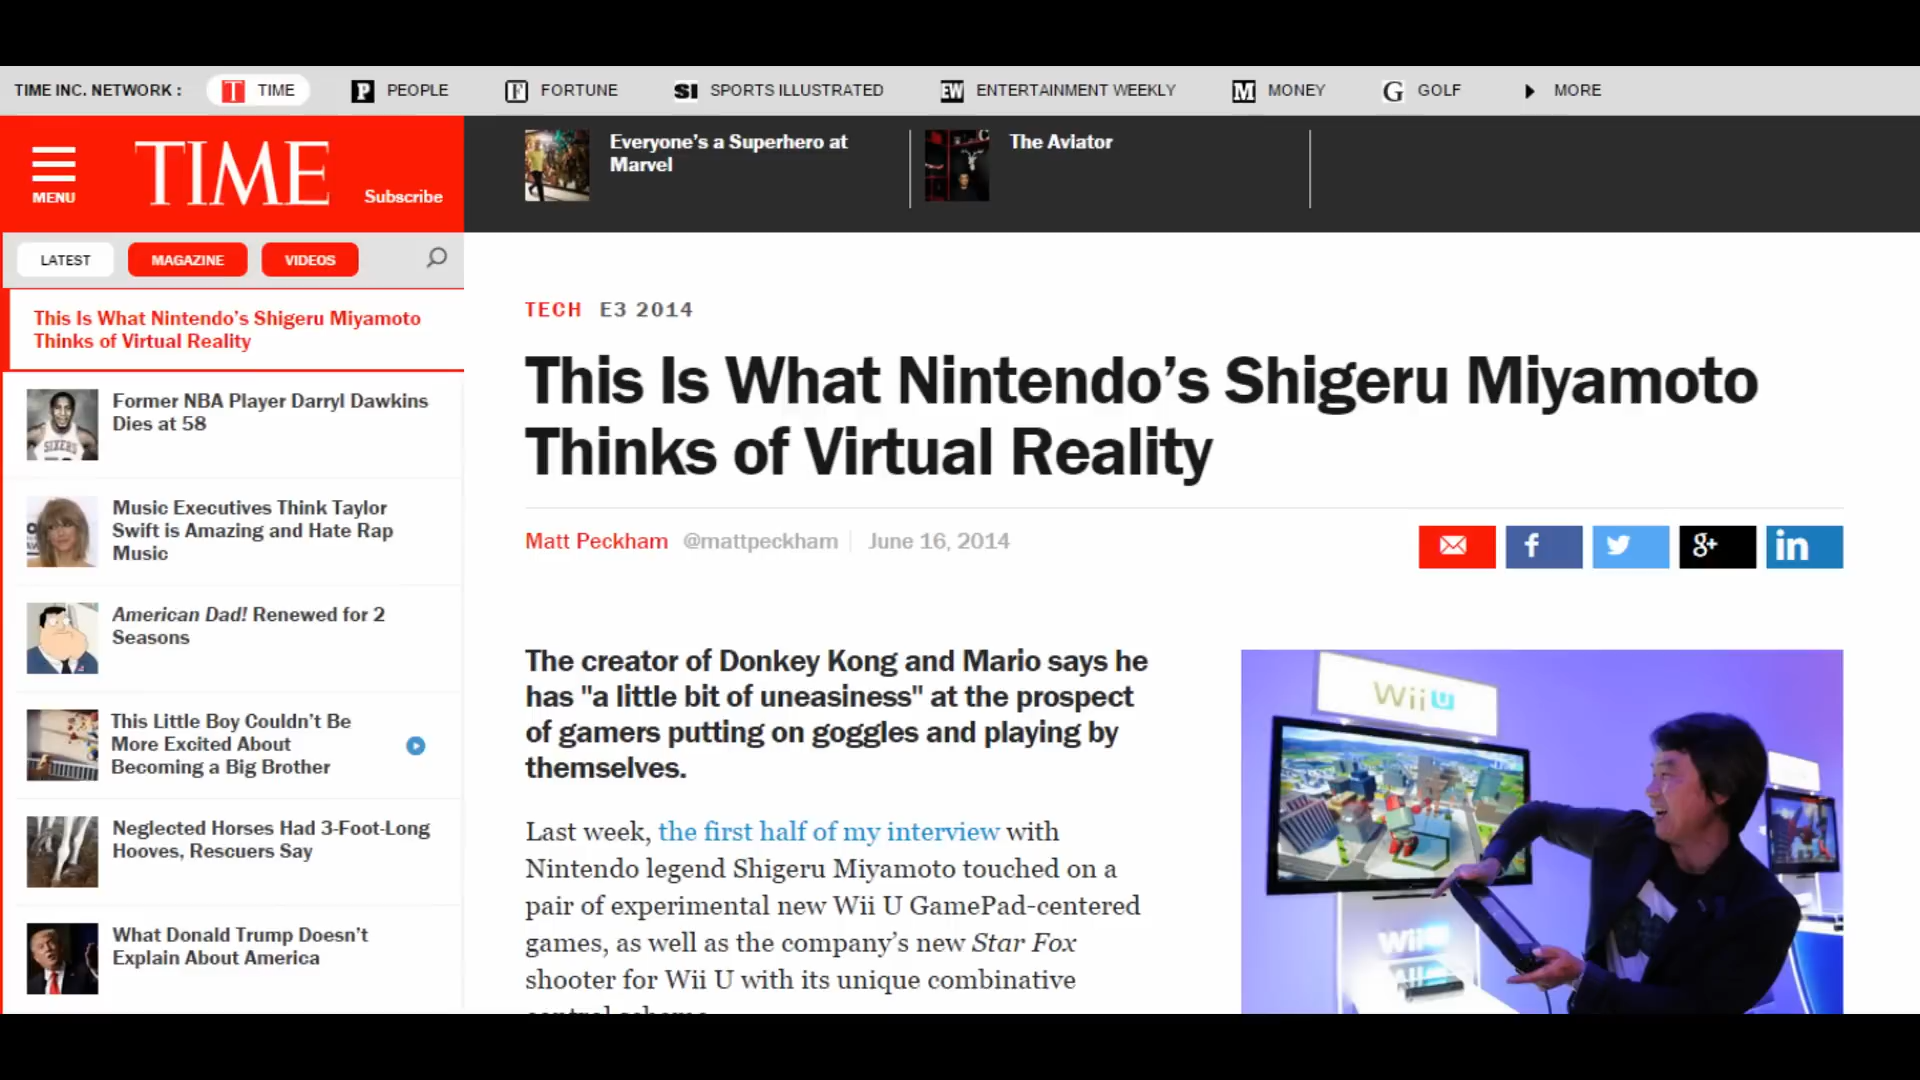 TIME INC. NETWORK :
TIME
PEOPLE
FORTUNE
SPORTS ILLUSTRATED
ENTERTAINMENT WEEKLY
MONEY
GOLF
MORE
MENU
TIME
Subscribe
Everyone's a Superhero at
Marvel
The Aviator
LATEST
MAGAZINE
VIDEOS
This Is What Nintendo's Shigeru Miyamoto
Thinks of Virtual Reality
Former NBA Player Darryl Dawkins
Dies at 58
Music Executives Think Taylor
Swift is Amazing and Hate Rap
Music
American Dad! Renewed for 2
Seasons
This Little Boy Couldn't Be
More Excited About
Becoming a Big Brother
Neglected Horses Had 3-Foot-Long
Hooves, Rescuers Say
What Donald Trump Doesn't
Explain About America
TECH E3 2014
This Is What Nintendo's Shigeru Miyamoto
Thinks of Virtual Reality
Matt Peckham @mattpeckham June 16, 2014
The creator of Donkey Kong and Mario says he
has "a little bit of uneasiness" at the prospect
of gamers putting on goggles and playing by
themselves.
Last week, the first half of my interview with
Nintendo legend Shigeru Miyamoto touched on a
pair of experimental new Wii U GamePad-centered
games, as well as the company's new Star Fox
shooter for Wii U with its unique combinative
Wii U
Wii U